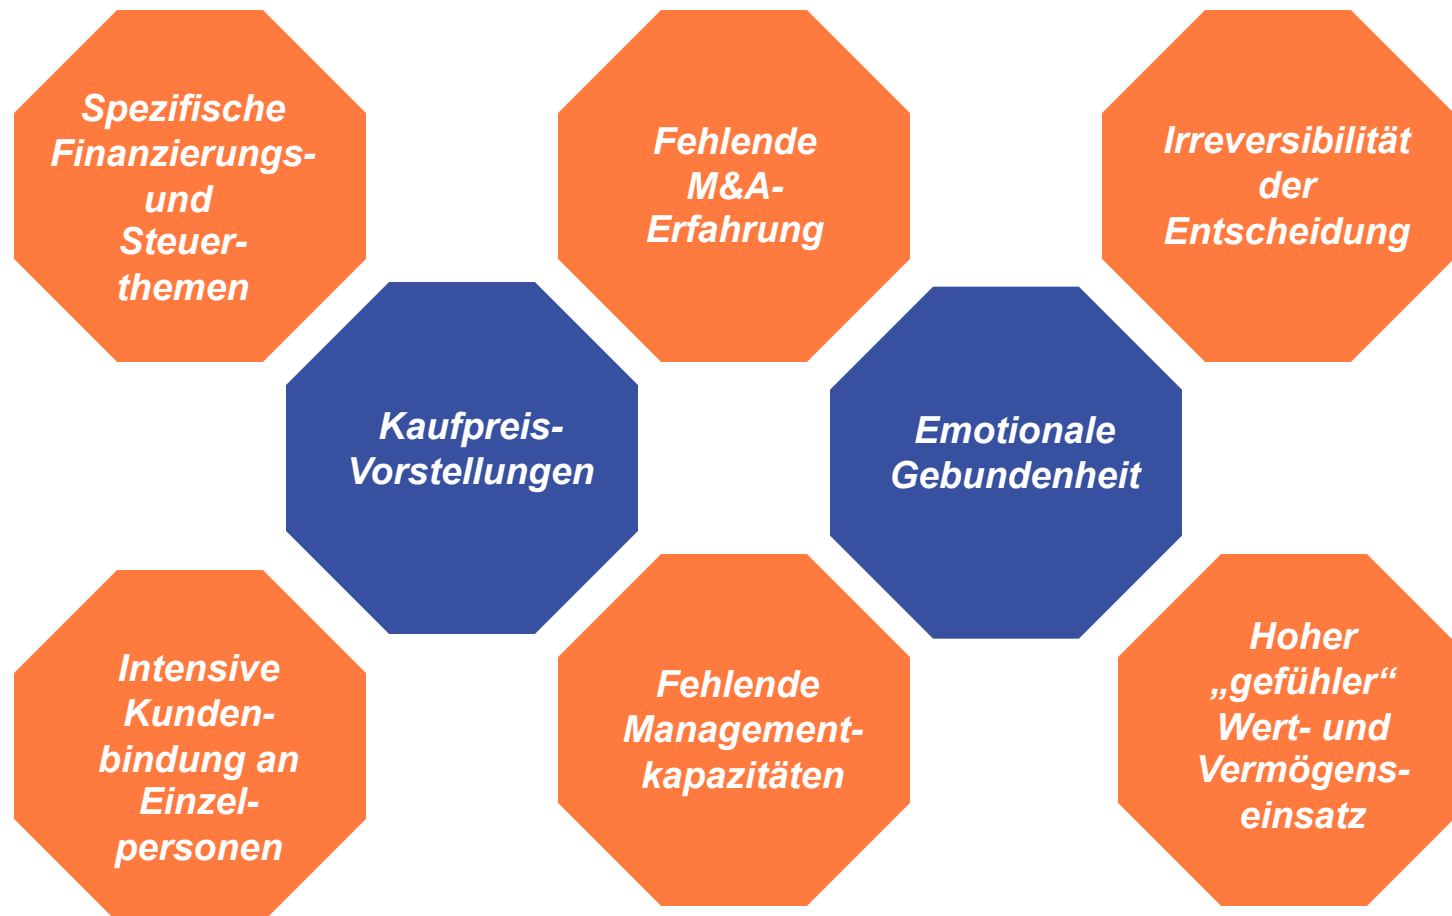 Spezifische
Finanzierungs-
und
Steuer-
themen
Fehlende
M&A-
Erfahrung
Irreversibilität
der
Entscheidung
Kaufpreis-
Vorstellungen
Emotionale
Gebundenheit
Intensive
Kunden-
bindung an
Einzel-
personen
Fehlende
Management-
kapazitäten
Hoher
„gefühler“
Wert- und
Vermögens-
einsatz